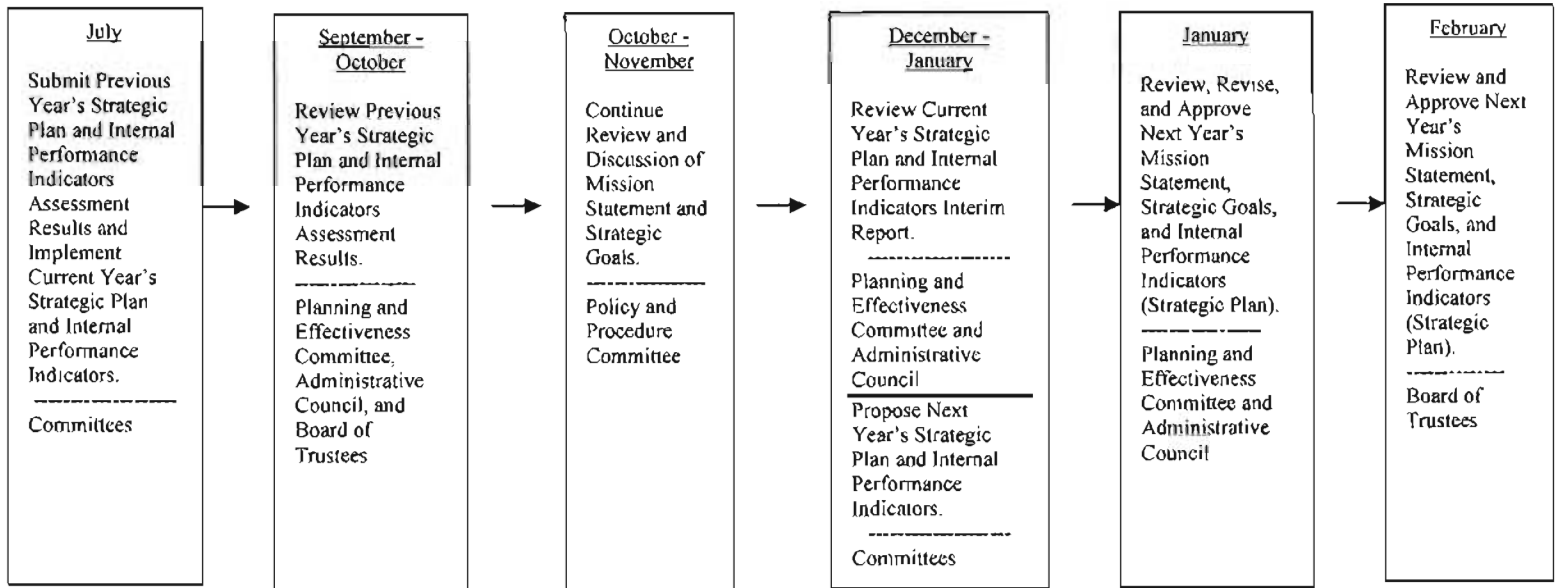 July
Submit Previous
Year's Strategic
Plan and Internal
Performance
Indicators
Assessment
Results and
Implement
Current Year's
Strategic Plan
and Internal
Performance
Indicators.
Committees
September -
October
Review Previous
Year's Strategic
Plan and Internal
Performance
Indicators
Assessment
Results.
Planning and
Effectiveness
Committee,
Administrative
Council, and
Board of
Trustees
October -
November
Continue
Review and
Discussion of
Mission
Statement and
Strategic
Goals.
Policy and
Procedure
Committee
December -
January
Review Current
Year's Strategic
Plan and Internal
Performance
Indicators Interim
Report.
Planning and
Effectiveness
Committee and
Administrative
Council
Propose Next
Year's Strategic
Plan and Internal
Performance
Indicators.
Committees
January
Review, Revise,
and Approve
Next Year's
Mission
Statement,
Strategic Goals,
and Internal
Performance
Indicators
(Strategic Plan).
Planning and
Effectiveness
Committee and
Administrative
Council
February
Review and
Approve Next
Year's
Mission
Statement,
Strategic
Goals, and
Internal
Performance
Indicators
(Strategic
Plan).
Board of
Trustees